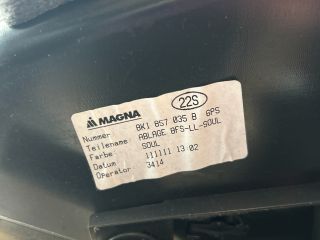 22S
MAGNA
Nummer 8K1 857 035 B 6PS
Teilename ABLAGE BFS-LL-SOUL
Farbe SOUL
Datum 111111 13 02
Operator 3414